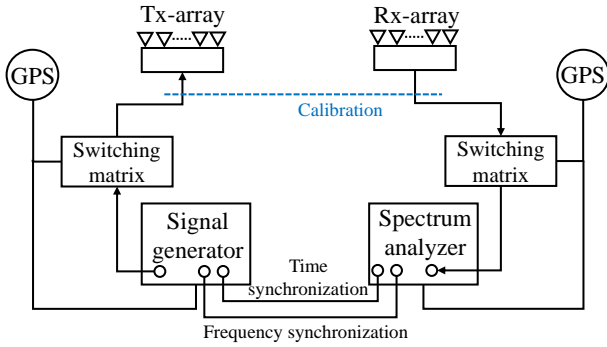 Tx-array
Rx-array
GPS
GPS
Calibration
Switching
matrix
Switching
matrix
Signal
generator
Spectrum
analyzer
Time
synchronization
Frequency synchronization